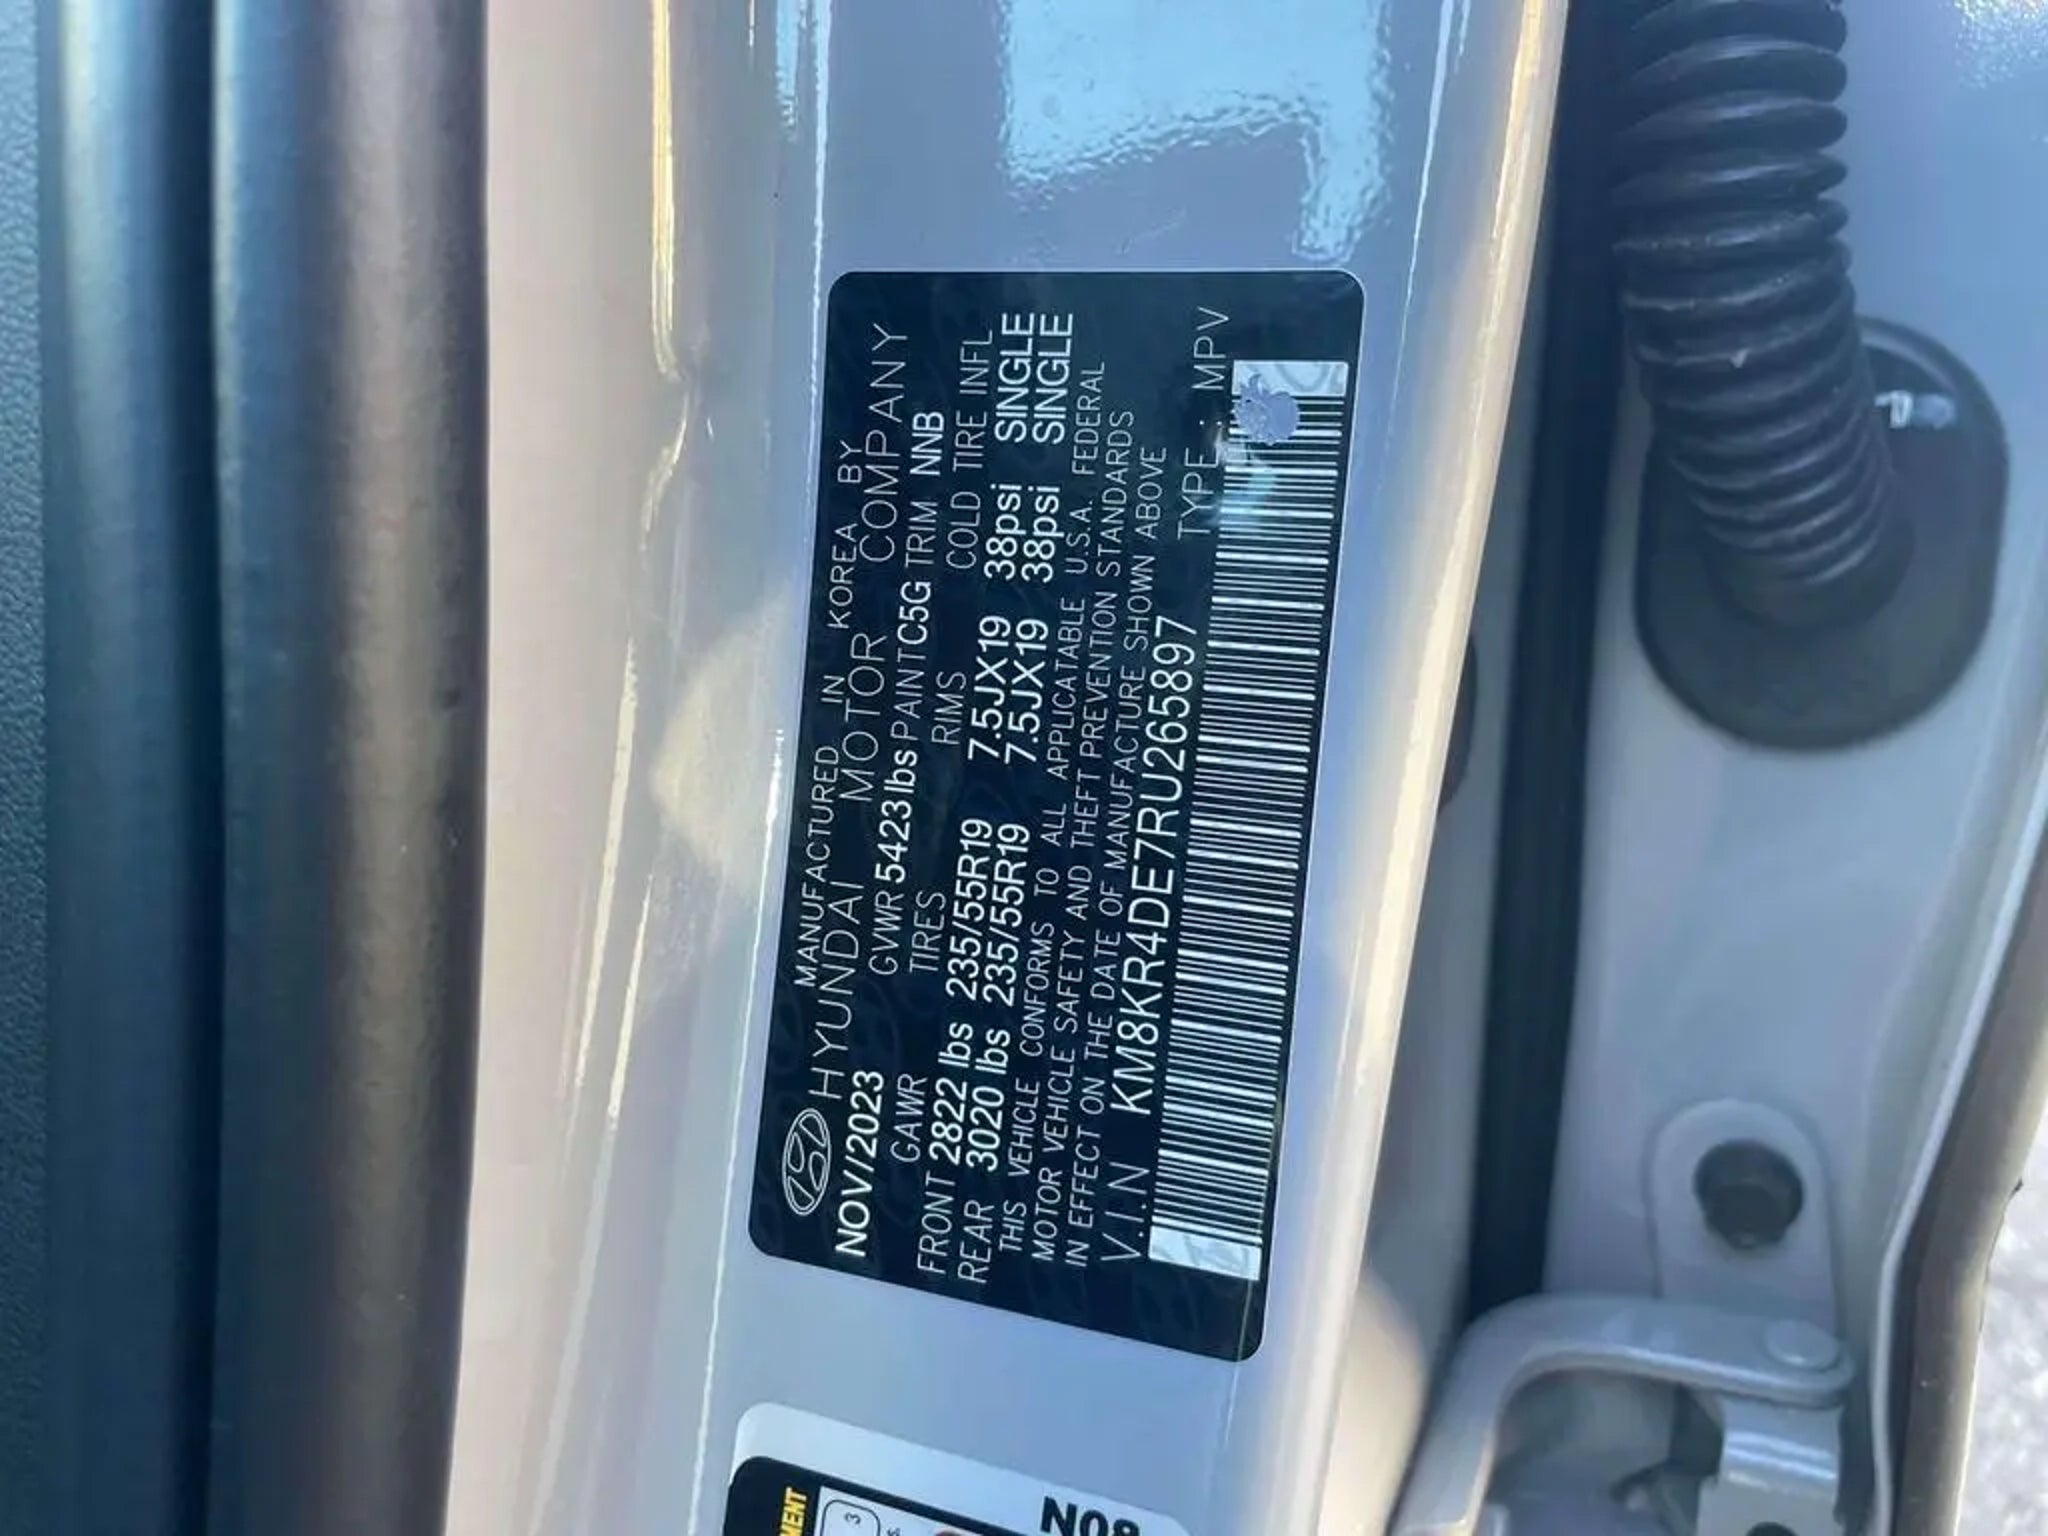 MANUFACTURED IN KOREA BY
HYUNDAI MOTOR COMPANY
NOV/2023 GVWR 5423 lbs PAINT C5G TRIM NNB
GAWR TIRES RIMS COLD TIRE INFL
FRONT 2822 lbs 235/55R19 7.5JX19 38psi SINGLE
REAR 3020 lbs 235/55R19 7.5JX19 38psi SINGLE
THIS VEHICLE CONFORMS TO ALL APPLICATABLE U.S.A. FEDERAL
MOTOR VEHICLE SAFETY AND THEFT PREVENTION STANDARDS
IN EFFECT ON THE DATE OF MANUFACTURE SHOWN ABOVE
V.I.N KM8KR4DE7RU265897 TYPE: MPV
N08
3